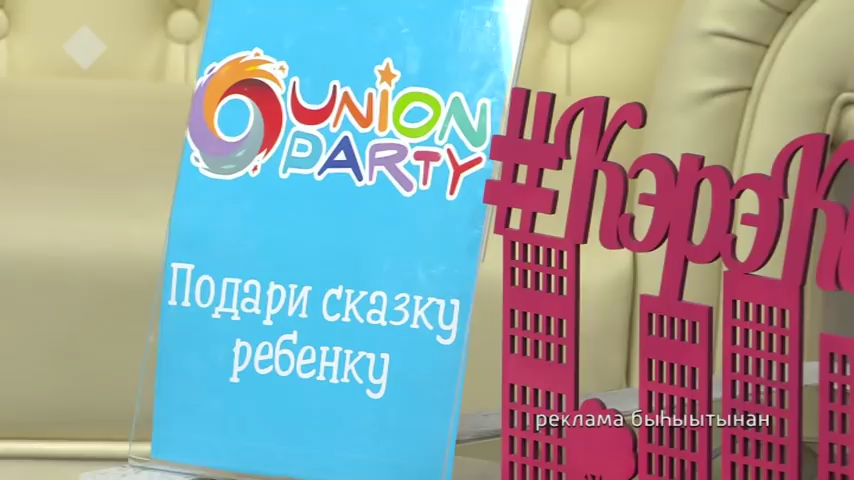 UNION
PARTY
Подари сказку
ребенку
#КэрэК
реклама быһыытынан